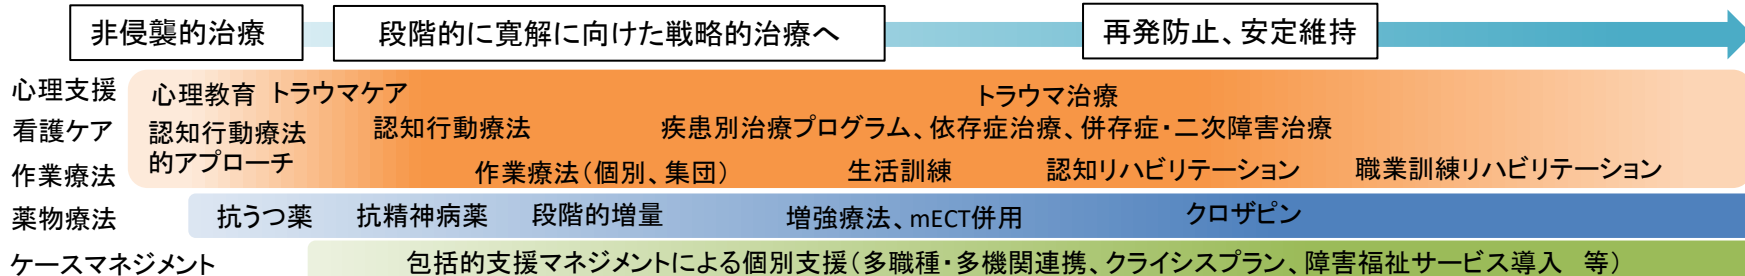 非侵襲的治療 段階的に寛解に向けた戦略的治療へ 再発防止、安定維持
心理支援 心理教育 トラウマケア トラウマ治療
看護ケア 認知行動療法的アプローチ 認知行動療法 疾患別治療プログラム、依存症治療、併存症・二次障害治療
作業療法 作業療法(個別、集団) 生活訓練 認知リハビリテーション 職業訓練リハビリテーション
薬物療法 抗うつ薬 抗精神病薬 段階的増量 増強療法、mECT併用 クロザピン
ケースマネジメント 包括的支援マネジメントによる個別支援(多職種・多機関連携、クライシスプラン、障害福祉サービス導入 等)